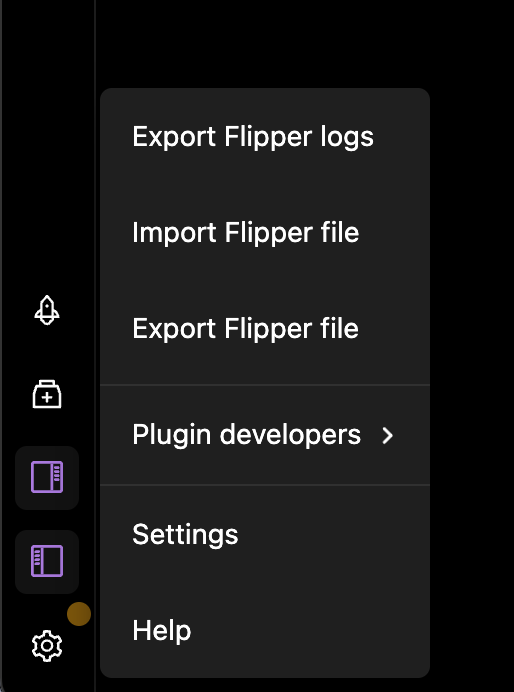 Export Flipper logs
Import Flipper file
Export Flipper file
Plugin developers
Settings
Help